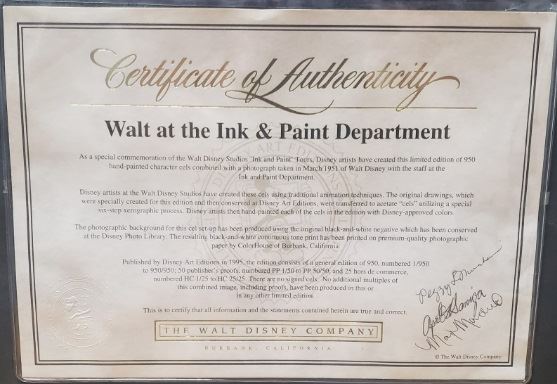 Certificate of Authenticity
Walt at the Ink & Paint Department
As a special commemoration of the Walt Disney Studios "Ink and Paint" Tours, Disney artists have created this limited edition of 950
hand-painted character cels combined with a photograph taken in March 1951 of Walt Disney with the staff at the
Ink and Paint Department.
Disney artists at the Walt Disney Studios have created these cels using traditional animation techniques. The original drawings, which
were specially created for this edition and then conserved by Disney Art Editions, were transferred to acetate "cels" utilizing a special
six-step xerographic process. Disney artists then hand painted each of the cels in the edition with Disney-approved colors.
The photographic background for this cel set-up has been produced using the original black-and-white negative which has been conserved
at the Disney Photo Library. The resulting black-and-white continuous tone print has been printed on premium-quality photographic
paper by ColorHouse of Burbank, California.
Published by Disney Art Editions in 1995, the edition consists of a general edition of 950, numbered 1/950
to 950/950; 50 publisher's proofs, numbered PP 1/50 to PP 50/50; and 25 hors de commerce,
numbered HC 1/25 to HC 25/25. There are no signed cels. No additional multiples of
this combined image, including proofs, have been produced in this or
in any other limited edition.
This is to certify that all information and the statements contained herein are true and correct.
THE WALT DISNEY COMPANY
BURBANK, CALIFORNIA
© The Walt Disney Company